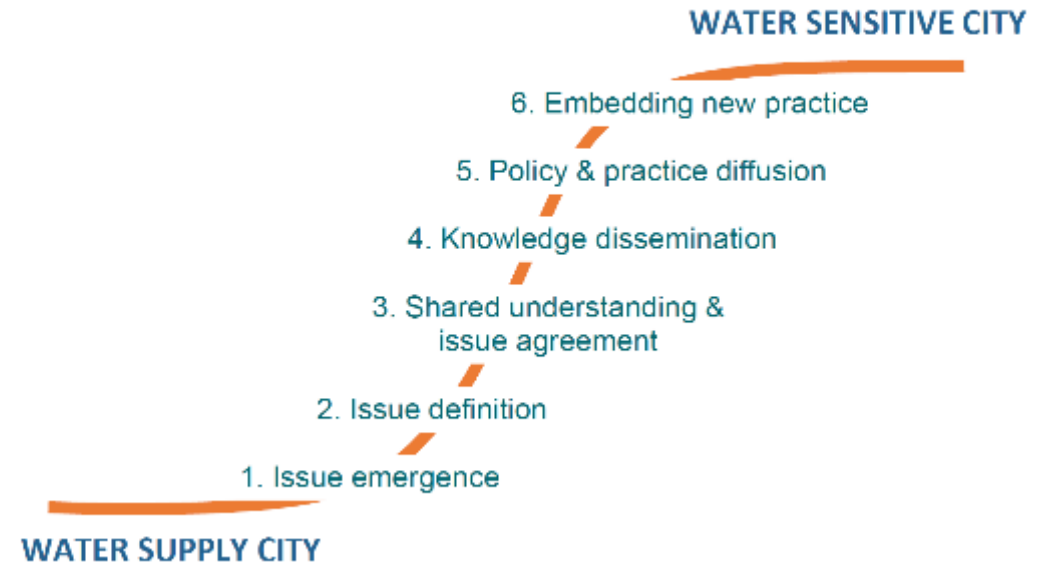 WATER SENSITIVE CITY
6. Embedding new practice
5. Policy & practice diffusion
4. Knowledge dissemination
3. Shared understanding &
issue agreement
2. Issue definition
1. Issue emergence
WATER SUPPLY CITY